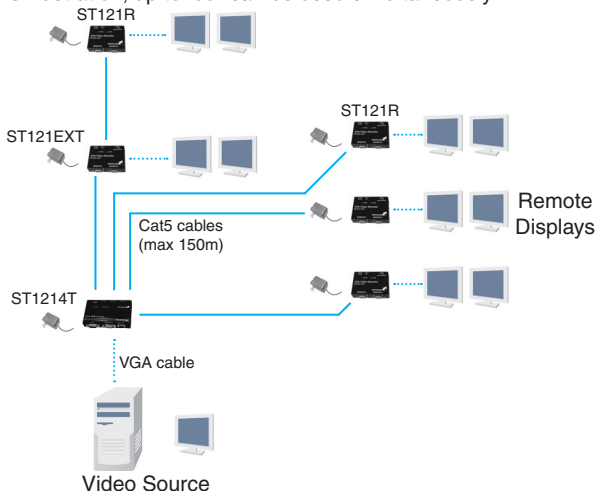 ST121R
ST121EXT
ST121R
Remote
Displays
Cat5 cables
(max 150m)
ST1214T
VGA cable
Video Source